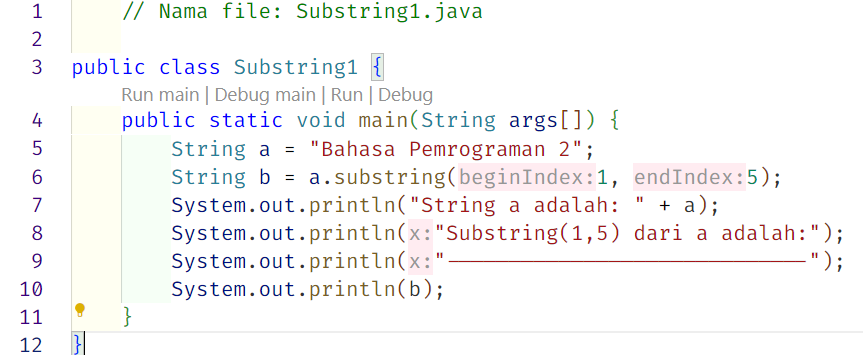 1 // Nama file: Substring1.java
2
3 public class Substring1 {
Run main | Debug main | Run | Debug
4 public static void main(String args[]) {
5 String a = "Bahasa Pemrograman 2";
6 String b = a.substring(beginIndex:1, endIndex:5);
7 System.out.println("String a adalah: " + a);
8 System.out.println(x:"Substring(1,5) dari a adalah:");
9 System.out.println(x:"-----------------------------");
10 System.out.println(b);
11 }
12 }